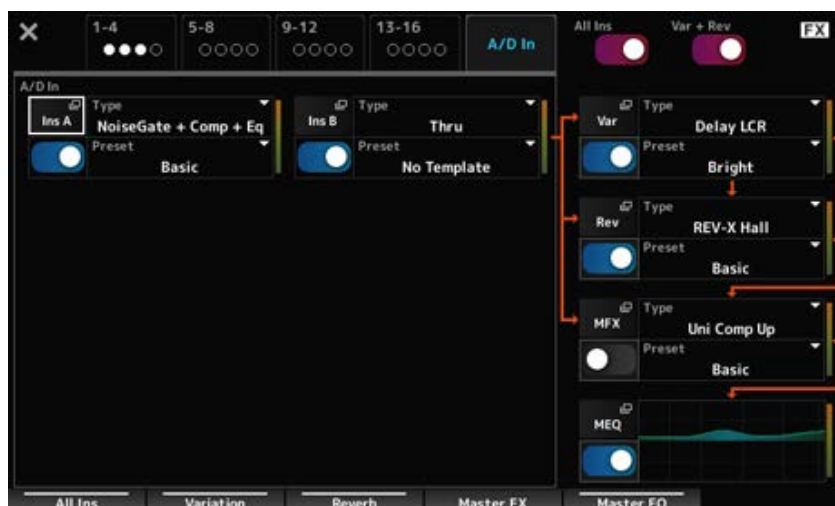 1-4
5-8
9-12
13-16
A/D In
All Ins
Var + Rev
FX
A/D In
Ins A
Type
NoiseGate + Comp + Eq
Preset
Basic
Ins B
Type
Thru
Preset
No Template
Var
Type
Delay LCR
Preset
Bright
Rev
Type
REV-X Hall
Preset
Basic
MFX
Type
Uni Comp Up
Preset
Basic
MEQ
All Ins
Variation
Reverb
Master FX
Master EQ